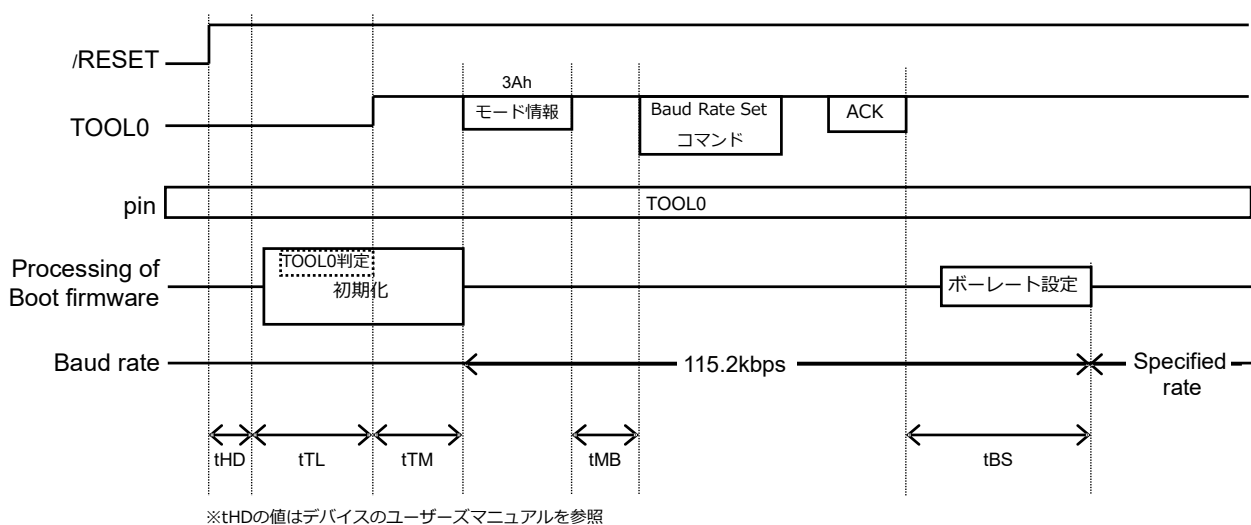 /RESET
3Ah
TOOL0
モード情報
Baud Rate Set
コマンド
ACK
pin
TOOL0
Processing of
Boot firmware
TOOL0判定
初期化
ボーレート設定
Baud rate
115.2kbps
Specified
rate
tHD
tTL
tTM
tMB
tBS
※tHDの値はデバイスのユーザーズマニュアルを参照